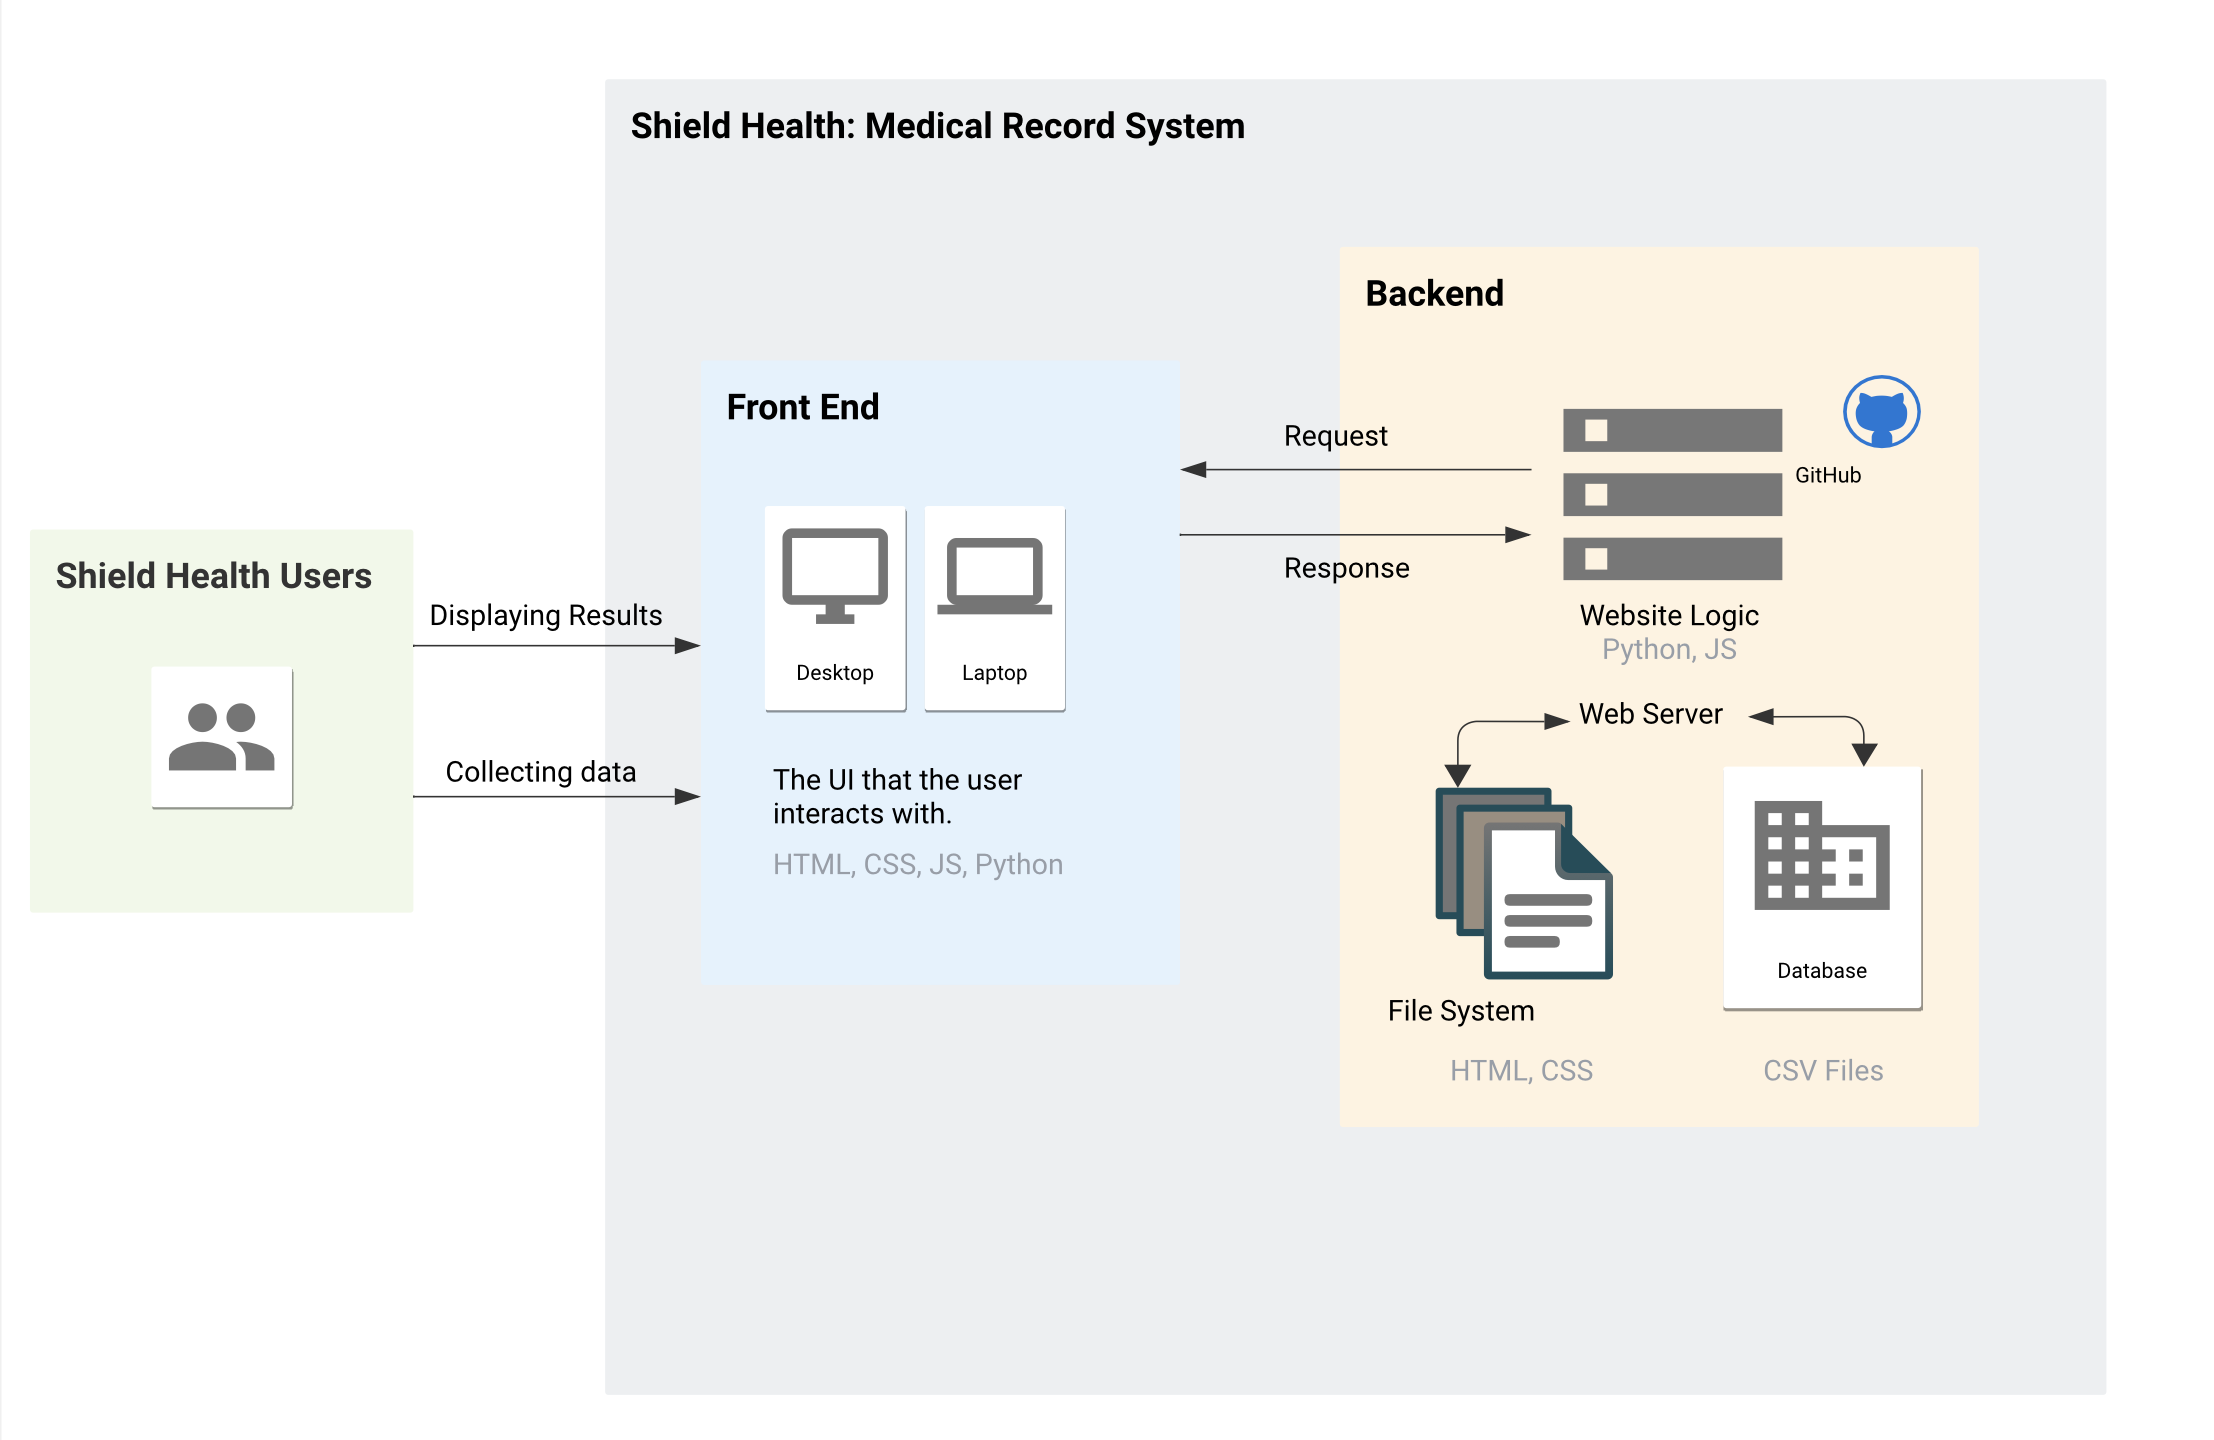 Shield Health: Medical Record System
Backend
Front End
Request
GitHub
Response
Shield Health Users
Displaying Results
Website Logic
Python, JS
Desktop
Laptop
Web Server
Collecting data
The UI that the user
interacts with.
HTML, CSS, JS, Python
Database
File System
HTML, CSS
CSV Files